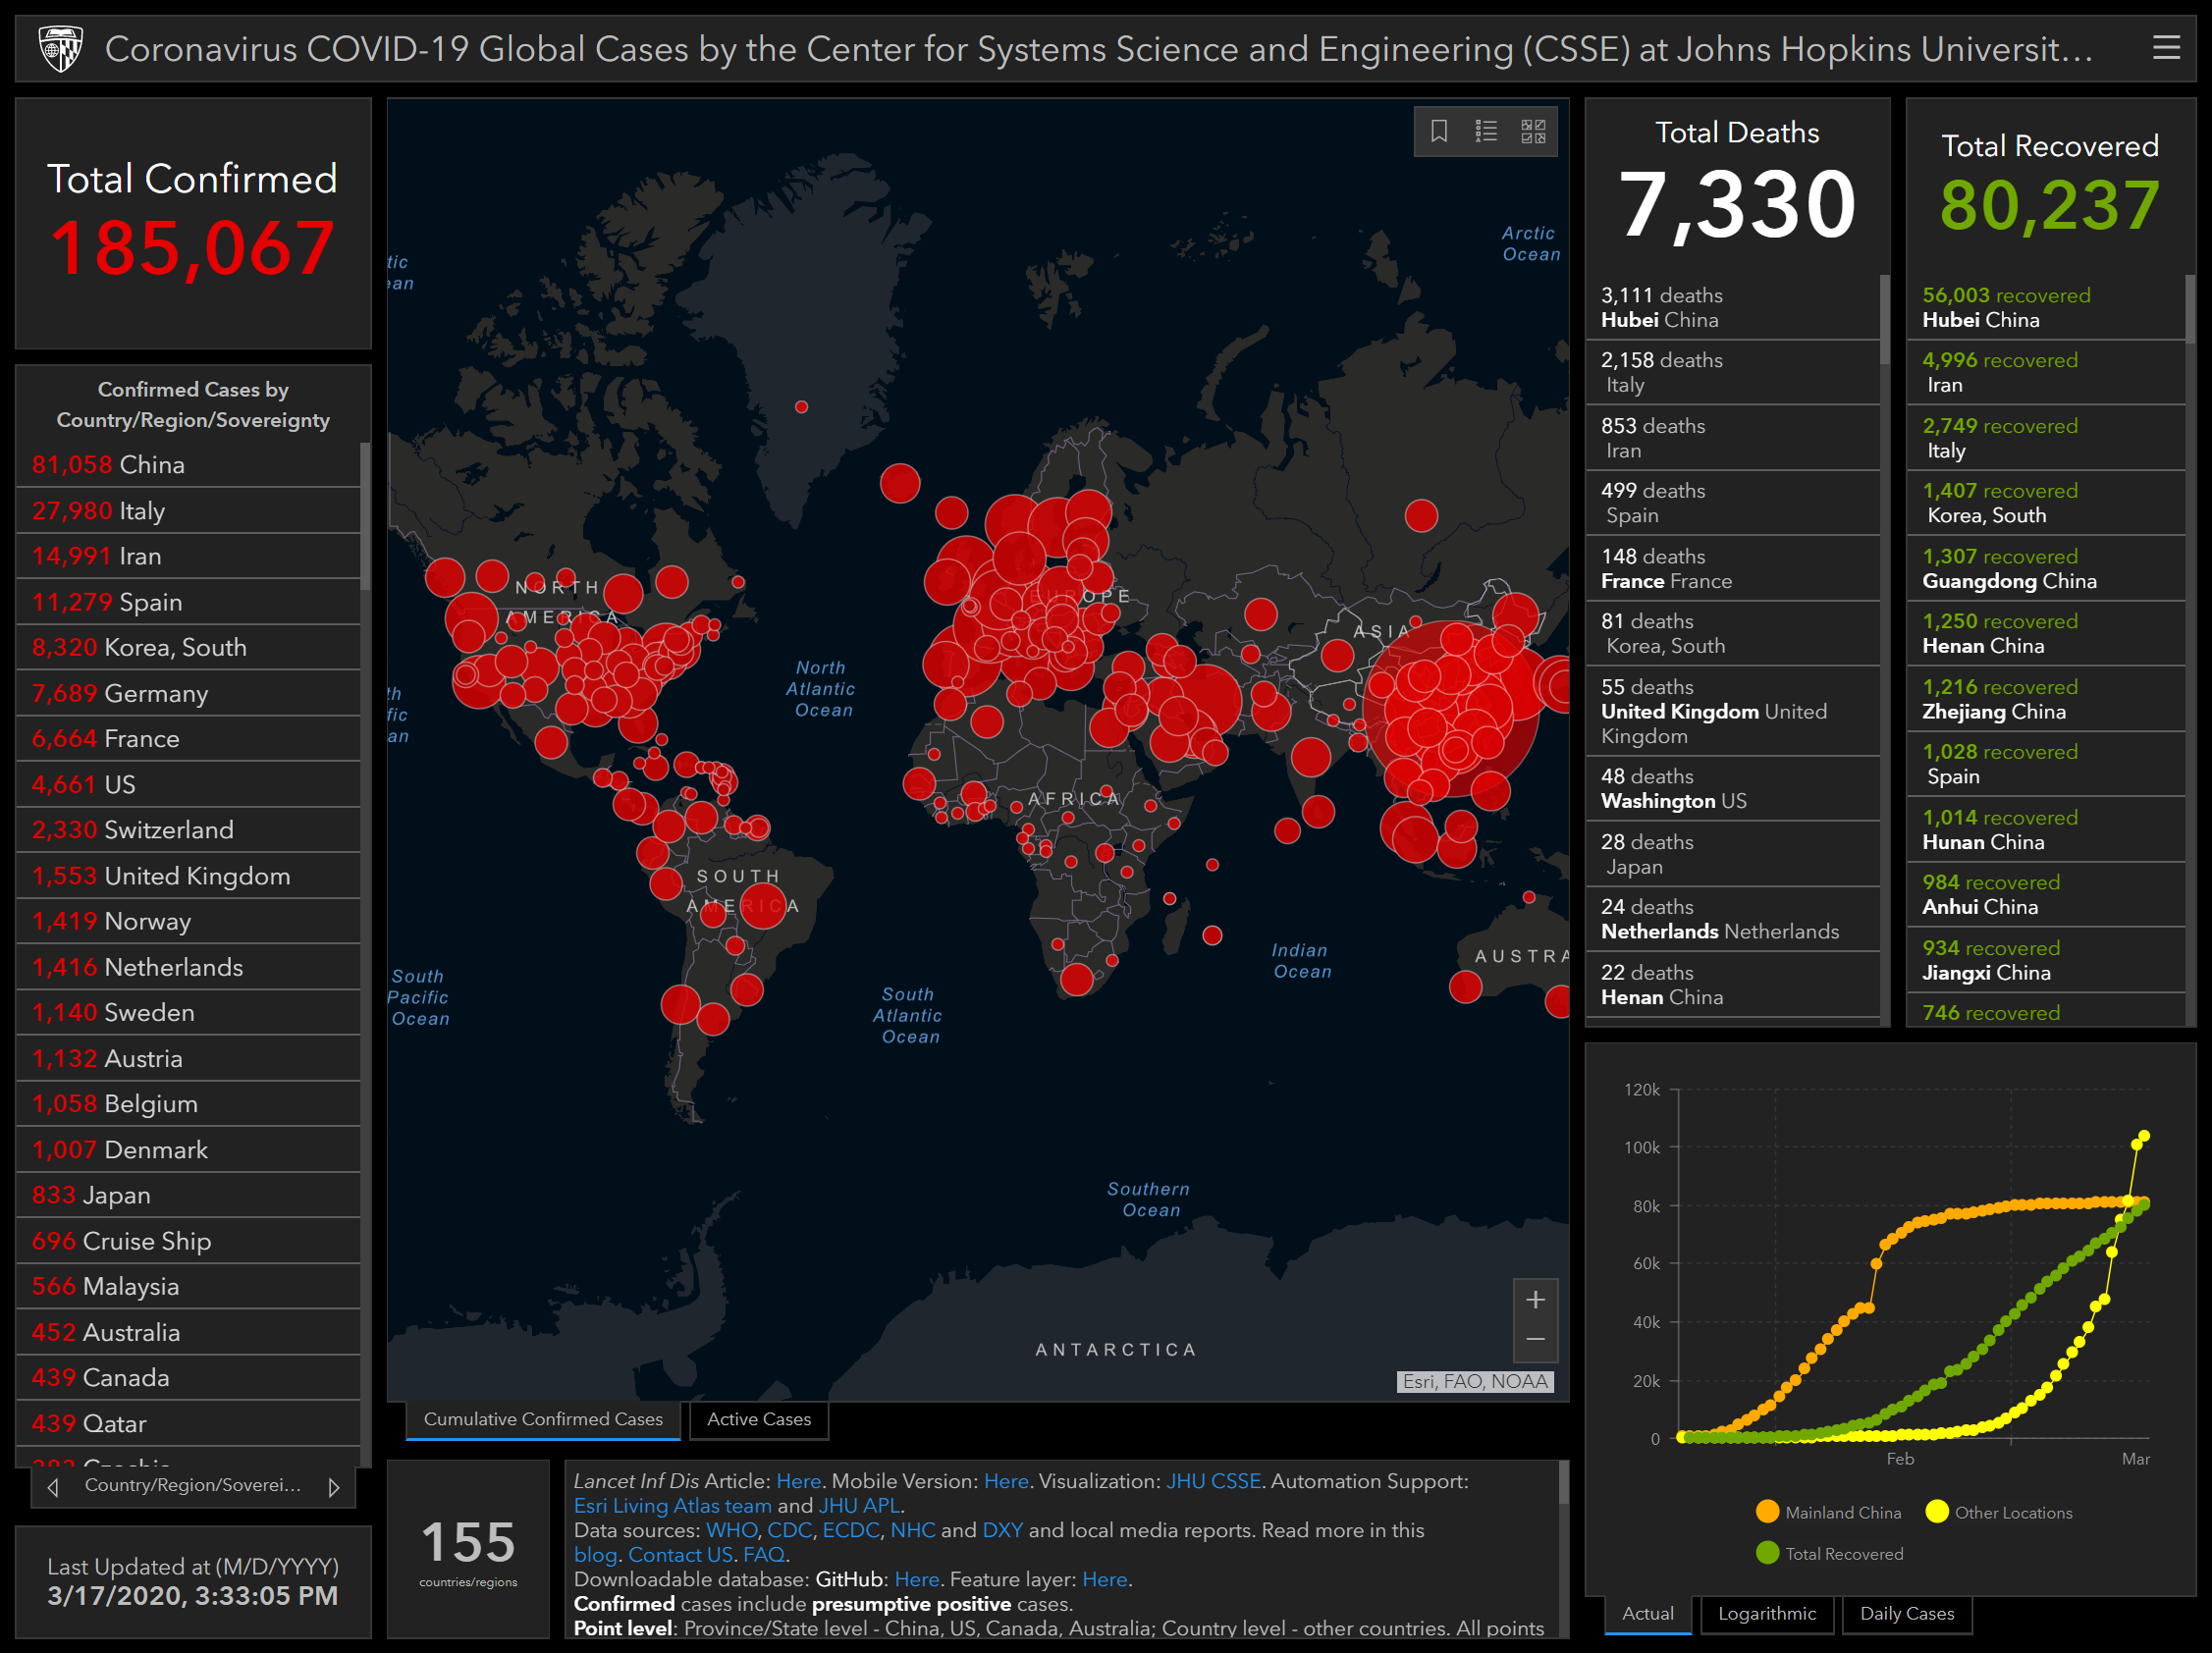 Coronavirus COVID-19 Global Cases by the Center for Systems Science and Engineering (CSSE) at Johns Hopkins Universit...
Total Confirmed
185,067
Confirmed Cases by
Country/Region/Sovereignty
81,058 China
27,980 Italy
14,991 Iran
11,279 Spain
8,320 Korea, South
7,689 Germany
6,664 France
4,661 US
2,330 Switzerland
1,553 United Kingdom
1,419 Norway
1,416 Netherlands
1,140 Sweden
1,132 Austria
1,058 Belgium
1,007 Denmark
833 Japan
696 Cruise Ship
566 Malaysia
452 Australia
439 Canada
439 Qatar
Country/Region/Soverei...
Last Updated at (M/D/YYYY)
3/17/2020, 3:33:05 PM
Arctic
Ocean
tic
ean
NORTH
AMERICA
EUROPE
ASIA
North
Atlantic
Ocean
th
fic
an
AFRICA
SOUTH
AMERICA
Indian
Ocean
AUSTRA
South
Pacific
Ocean
South
Atlantic
Ocean
Southern
Ocean
ANTARCTICA
+
−
Esri, FAO, NOAA
Cumulative Confirmed Cases
Active Cases
155
countries/regions
Lancet Inf Dis Article: Here. Mobile Version: Here. Visualization: JHU CSSE. Automation Support:
Esri Living Atlas team and JHU APL.
Data sources: WHO, CDC, ECDC, NHC and DXY and local media reports. Read more in this
blog. Contact US. FAQ.
Downloadable database: GitHub: Here. Feature layer: Here.
Confirmed cases include presumptive positive cases.
Point level: Province/State level - China, US, Canada, Australia; Country level - other countries. All points
Total Deaths
7,330
3,111 deaths
Hubei China
2,158 deaths
Italy
853 deaths
Iran
499 deaths
Spain
148 deaths
France France
81 deaths
Korea, South
55 deaths
United Kingdom United
Kingdom
48 deaths
Washington US
28 deaths
Japan
24 deaths
Netherlands Netherlands
22 deaths
Henan China
Total Recovered
80,237
56,003 recovered
Hubei China
4,996 recovered
Iran
2,749 recovered
Italy
1,407 recovered
Korea, South
1,307 recovered
Guangdong China
1,250 recovered
Henan China
1,216 recovered
Zhejiang China
1,028 recovered
Spain
1,014 recovered
Hunan China
984 recovered
Anhui China
934 recovered
Jiangxi China
746 recovered
120k
100k
80k
60k
40k
20k
0
Feb
Mar
Mainland China
Other Locations
Total Recovered
Actual
Logarithmic
Daily Cases